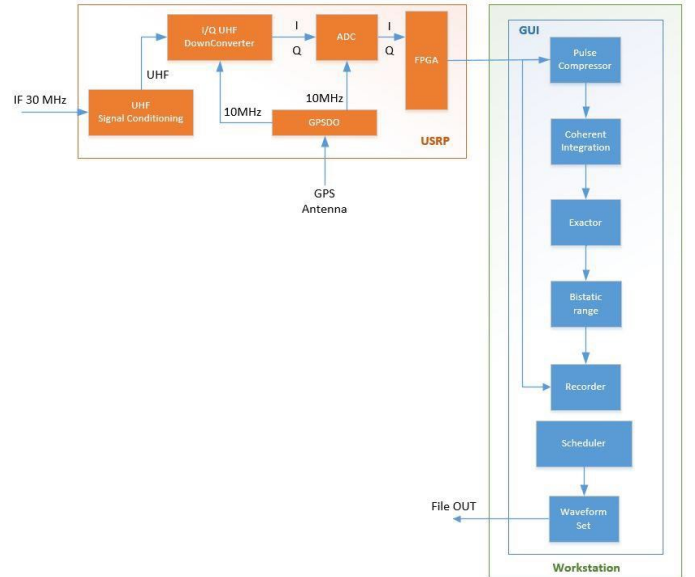 I/Q UHF
DownConverter
I
Q
ADC
I
Q
FPGA
UHF
IF 30 MHz
UHF
Signal Conditioning
10MHz
10MHz
GPSDO
USRP
GPS
Antenna
GUI
Pulse
Compressor
Coherent
Integration
Exactor
Bistatic
range
Recorder
Scheduler
File OUT
Waveform
Set
Workstation